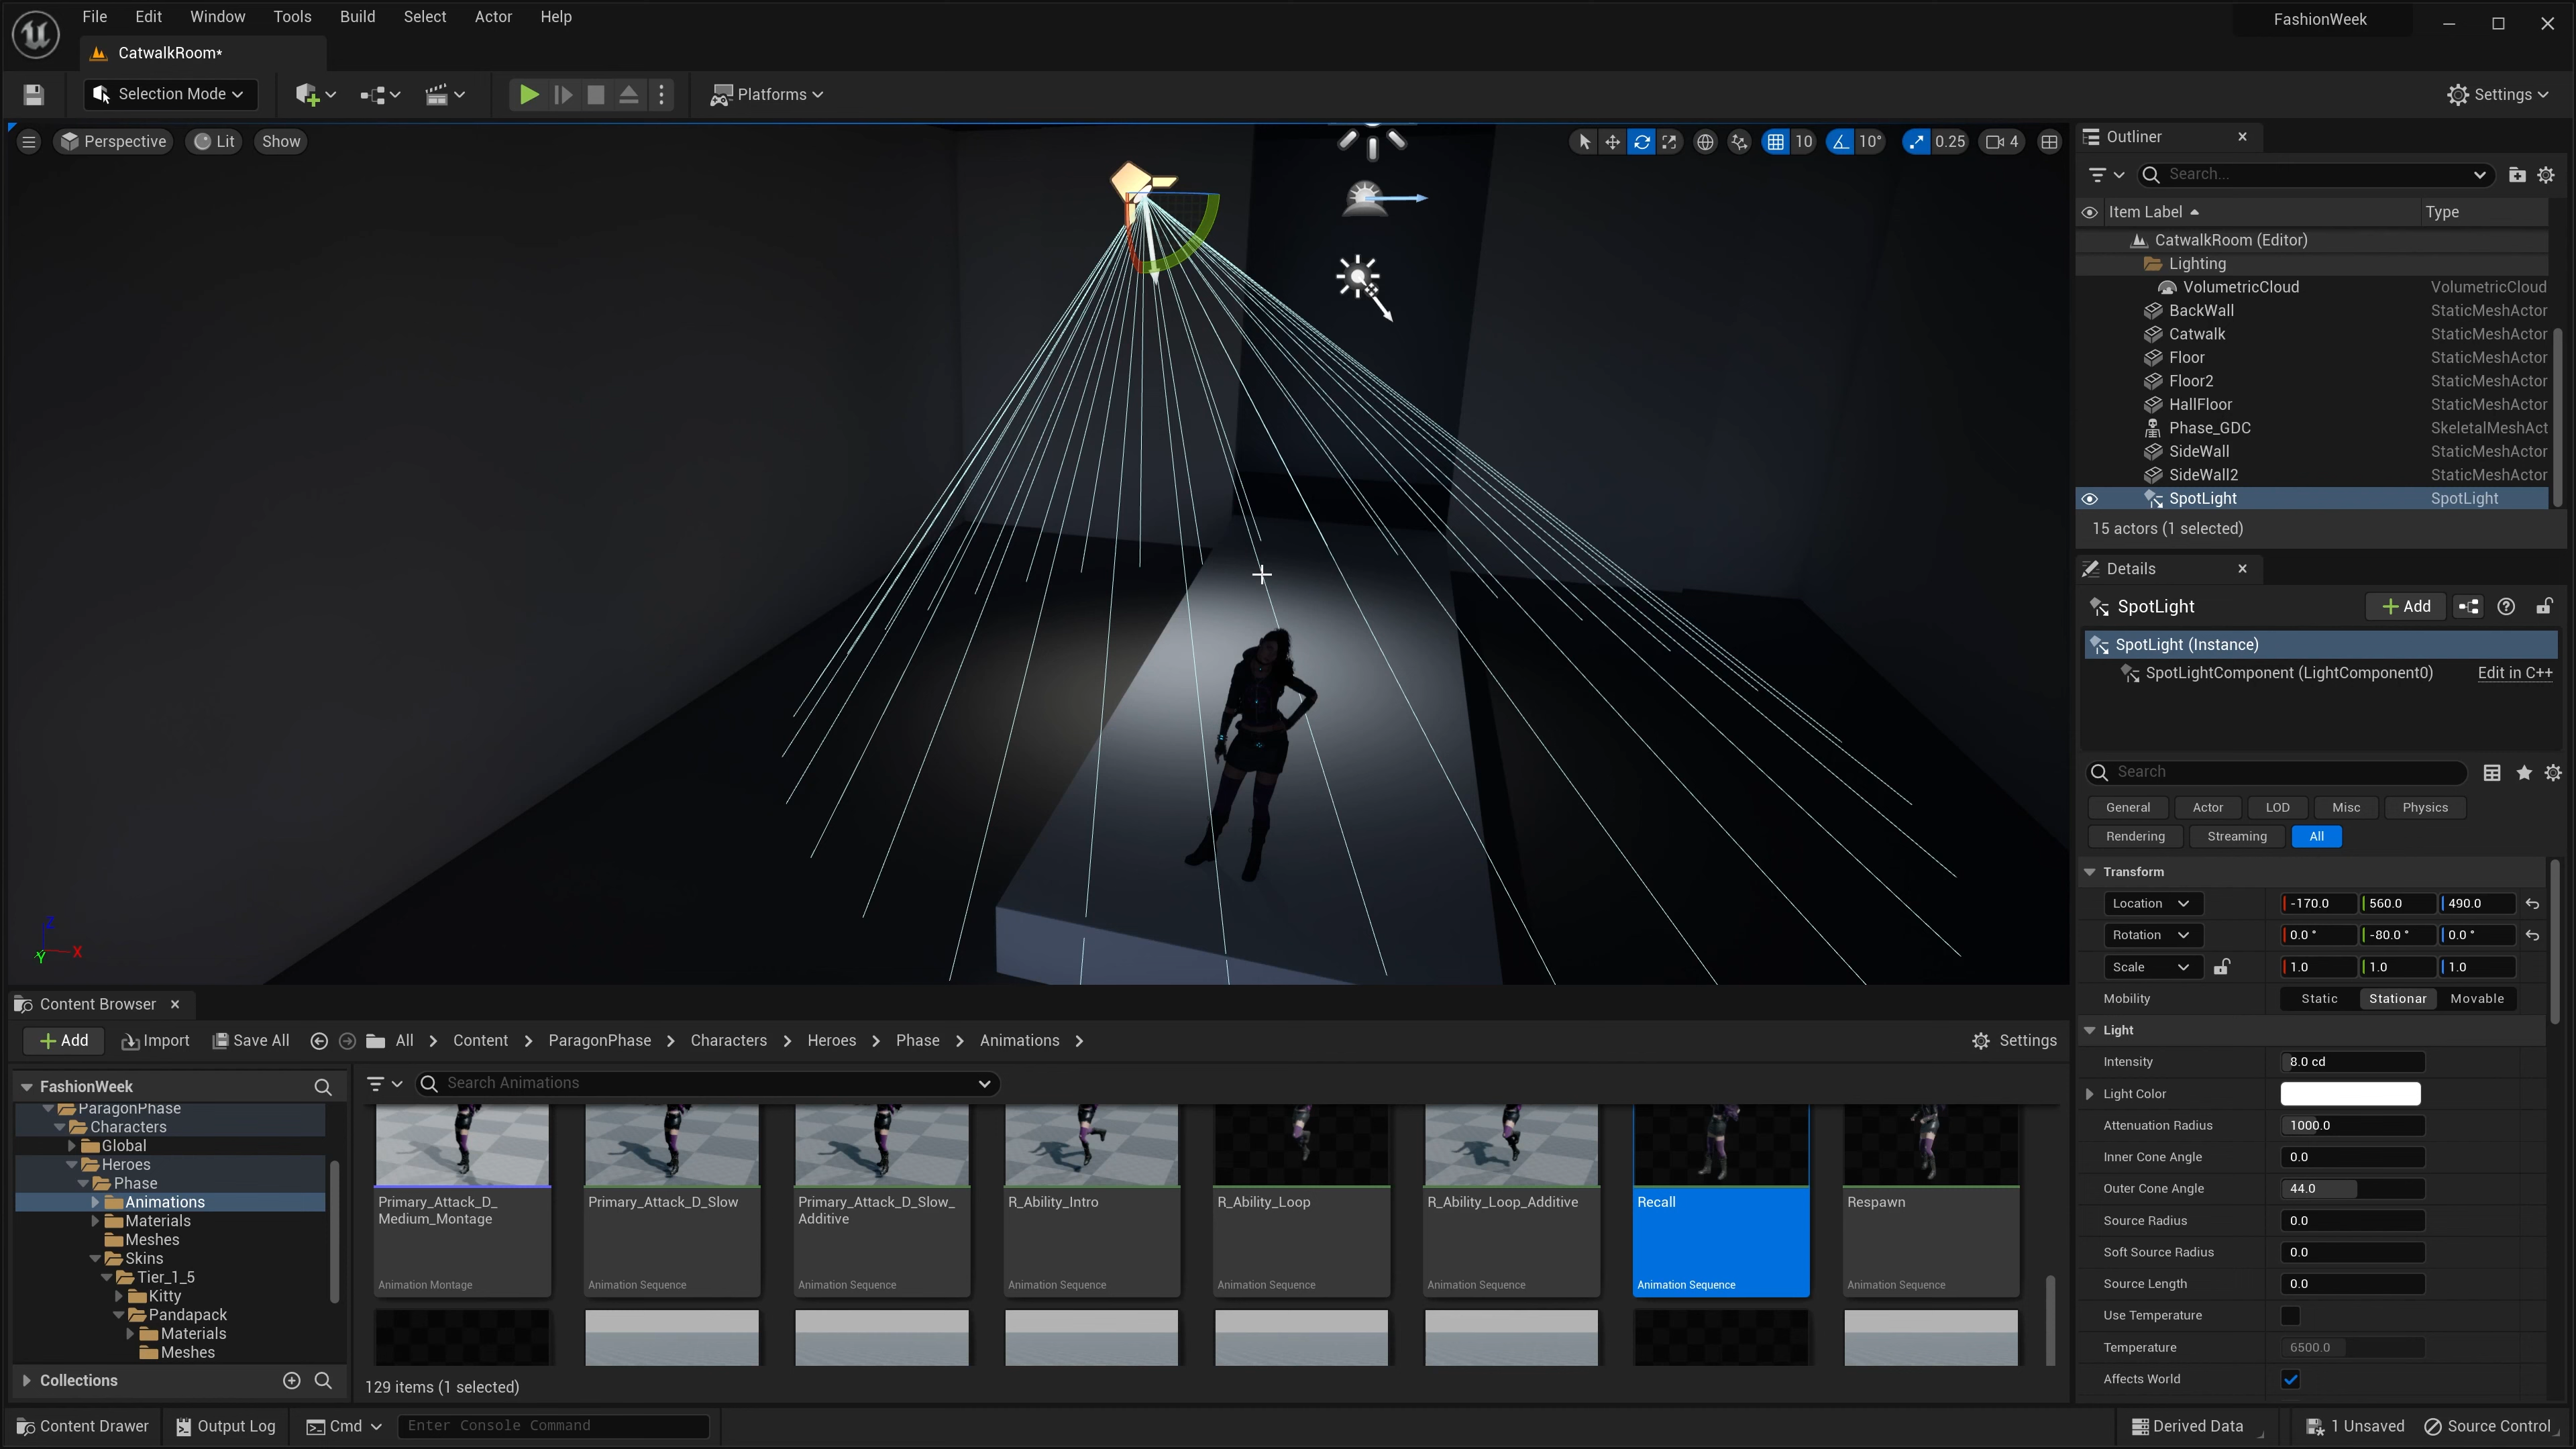 File Edit Window Tools Build Select Actor Help
FashionWeek
CatwalkRoom*
Selection Mode
Platforms
Settings
Perspective Lit Show
10 10° 0.25 4
Z
X
Y
Outliner
Search...
Item Label Type
CatwalkRoom (Editor)
Lighting
VolumetricCloud VolumetricCloud
BackWall StaticMeshActor
Catwalk StaticMeshActor
Floor StaticMeshActor
Floor2 StaticMeshActor
HallFloor StaticMeshActor
Phase_GDC SkeletalMeshAct
SideWall StaticMeshActor
SideWall2 StaticMeshActor
SpotLight SpotLight
15 actors (1 selected)
Details
SpotLight Add
SpotLight (Instance)
SpotLightComponent (LightComponent0) Edit in C++
Search
General Actor LOD Misc Physics
Rendering Streaming All
Transform
Location -170.0 560.0 490.0
Rotation 0.0 ° -80.0 ° 0.0 °
Scale 1.0 1.0 1.0
Mobility Static Stationar Movable
Light
Intensity 8.0 cd
Light Color
Attenuation Radius 1000.0
Inner Cone Angle 0.0
Outer Cone Angle 44.0
Source Radius 0.0
Soft Source Radius 0.0
Source Length 0.0
Use Temperature
Temperature 6500.0
Affects World
Content Browser
Add Import Save All All Content ParagonPhase Characters Heroes Phase Animations Settings
FashionWeek
ParagonPhase
Characters
Global
Heroes
Phase
Animations
Materials
Meshes
Skins
Tier_1_5
Kitty
Pandapack
Materials
Meshes
Collections
Search Animations
Primary_Attack_D_
Medium_Montage
Animation Montage
Primary_Attack_D_Slow
Animation Sequence
Primary_Attack_D_Slow_
Additive
Animation Sequence
R_Ability_Intro
Animation Sequence
R_Ability_Loop
Animation Sequence
R_Ability_Loop_Additive
Animation Sequence
Recall
Animation Sequence
Respawn
Animation Sequence
129 items (1 selected)
Content Drawer Output Log Cmd Enter Console Command
Derived Data 1 Unsaved Source Control